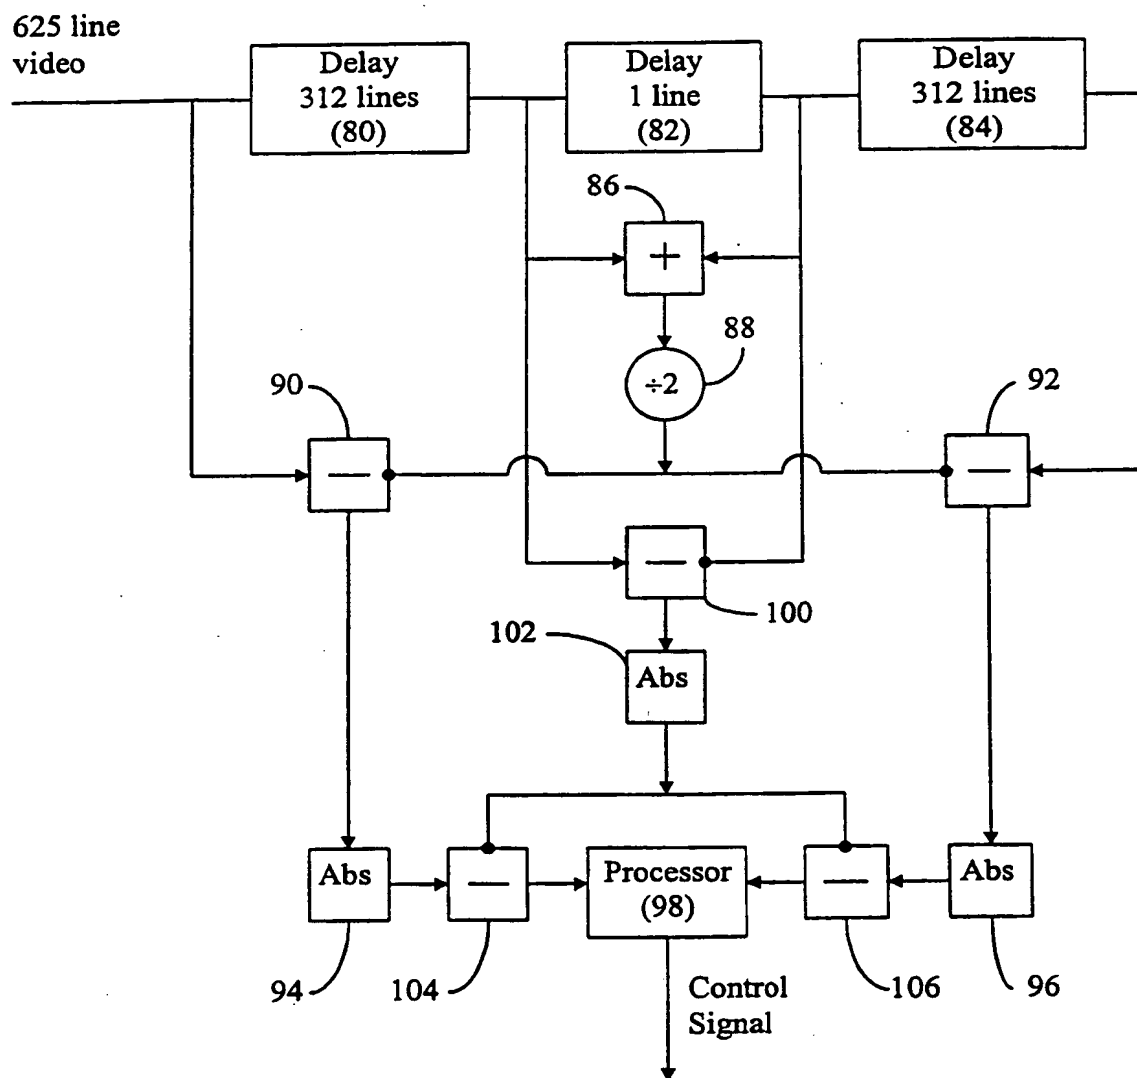 625 line
video
Delay
312 lines
(80)
Delay
1 line
(82)
Delay
312 lines
(84)
86
+
88
÷2
90
—
92
—
—
100
102
Abs
Abs
—
Processor
(98)
—
Abs
94
104
106
96
Control
Signal